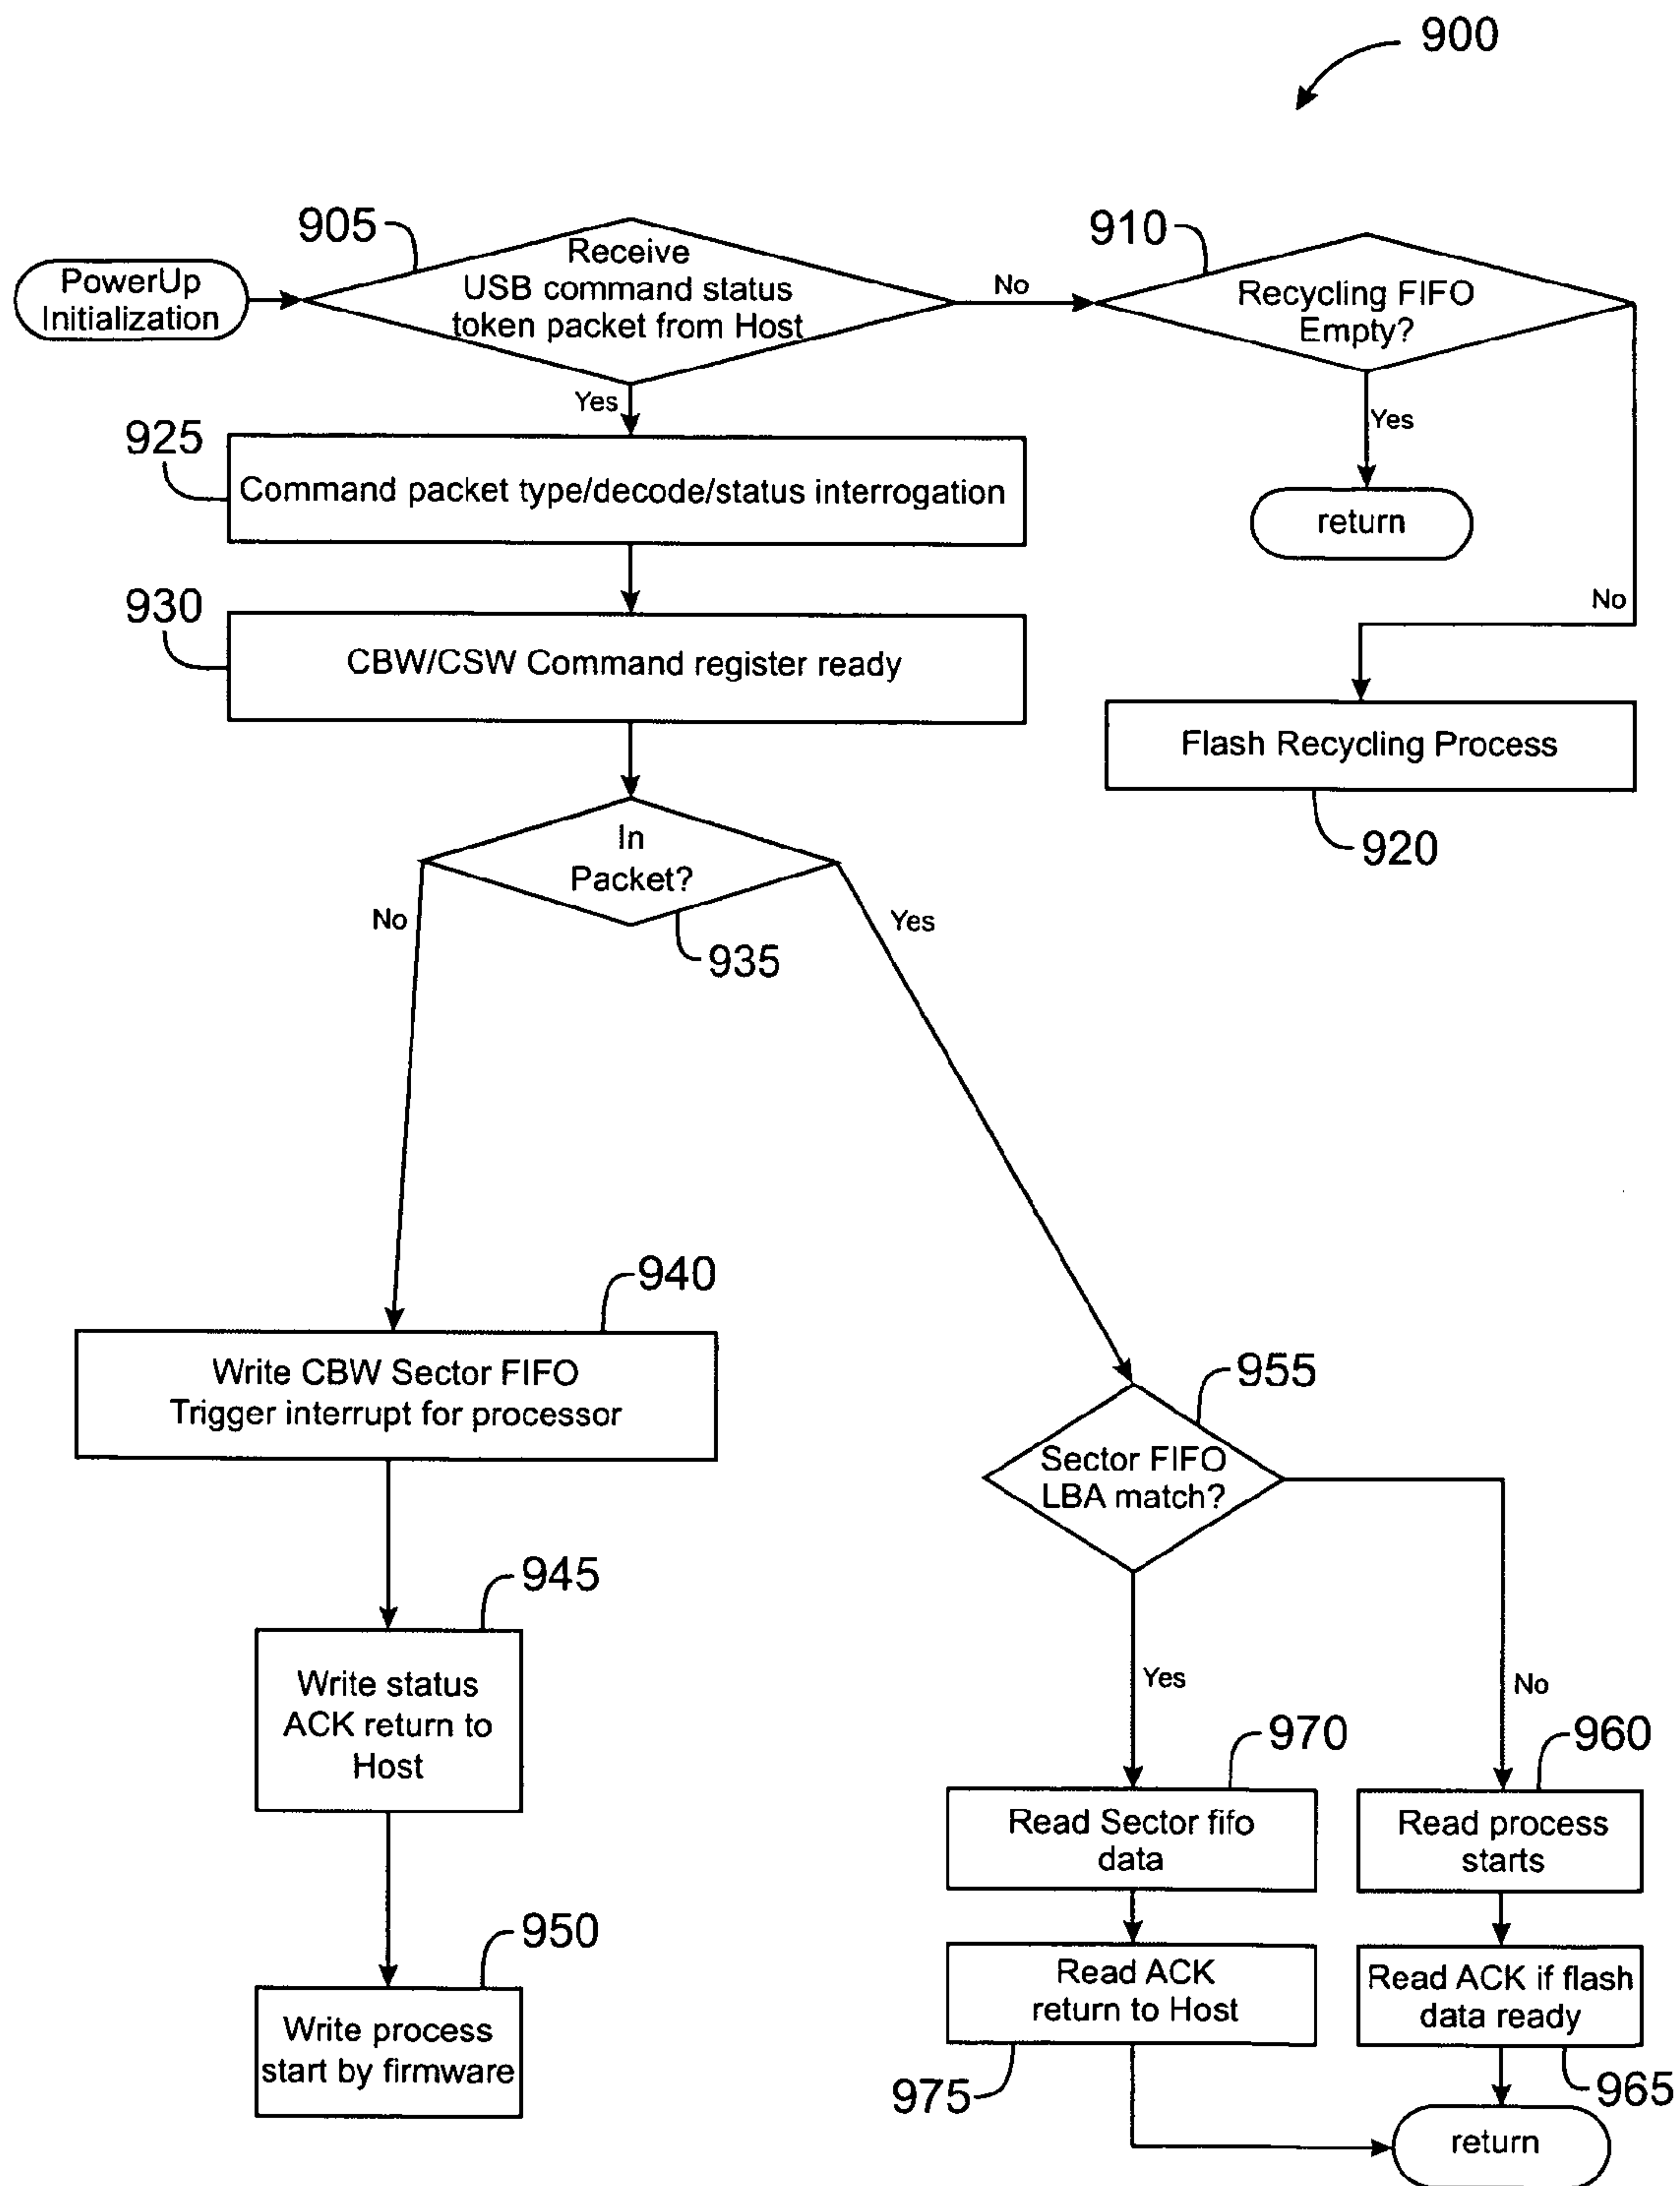 900
905
910
PowerUp
Initialization
Receive
USB command status
token packet from Host
No
Recycling FIFO
Empty?
Yes
Yes
925
Command packet type/decode/status interrogation
return
No
930
CBW/CSW Command register ready
Flash Recycling Process
920
In
Packet?
No
Yes
935
940
Write CBW Sector FIFO
Trigger interrupt for processor
955
Sector FIFO
LBA match?
945
Write status
ACK return to
Host
Yes
No
970
960
Read Sector fifo
data
Read process
starts
950
Write process
start by firmware
Read ACK
return to Host
Read ACK if flash
data ready
975
965
return